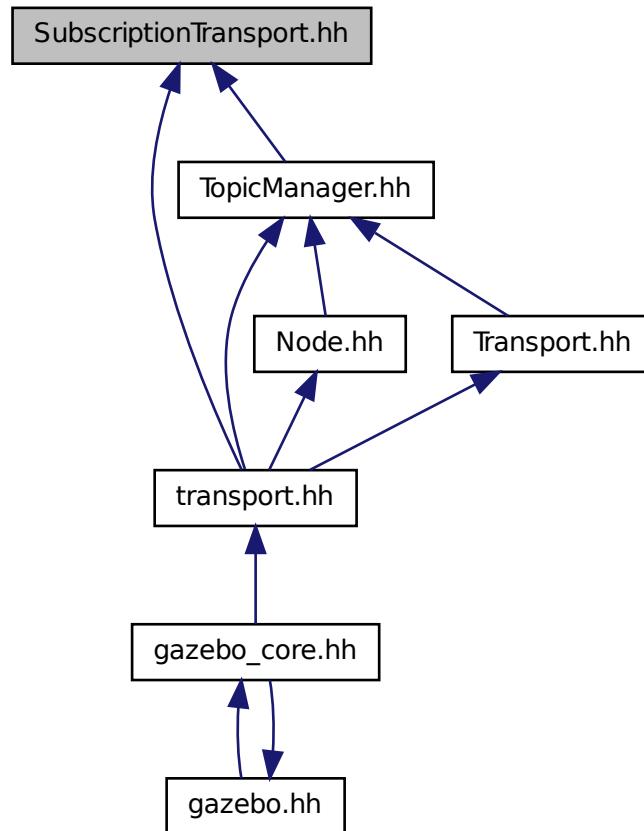 SubscriptionTransport.hh
TopicManager.hh
Node.hh
Transport.hh
transport.hh
gazebo_core.hh
gazebo.hh